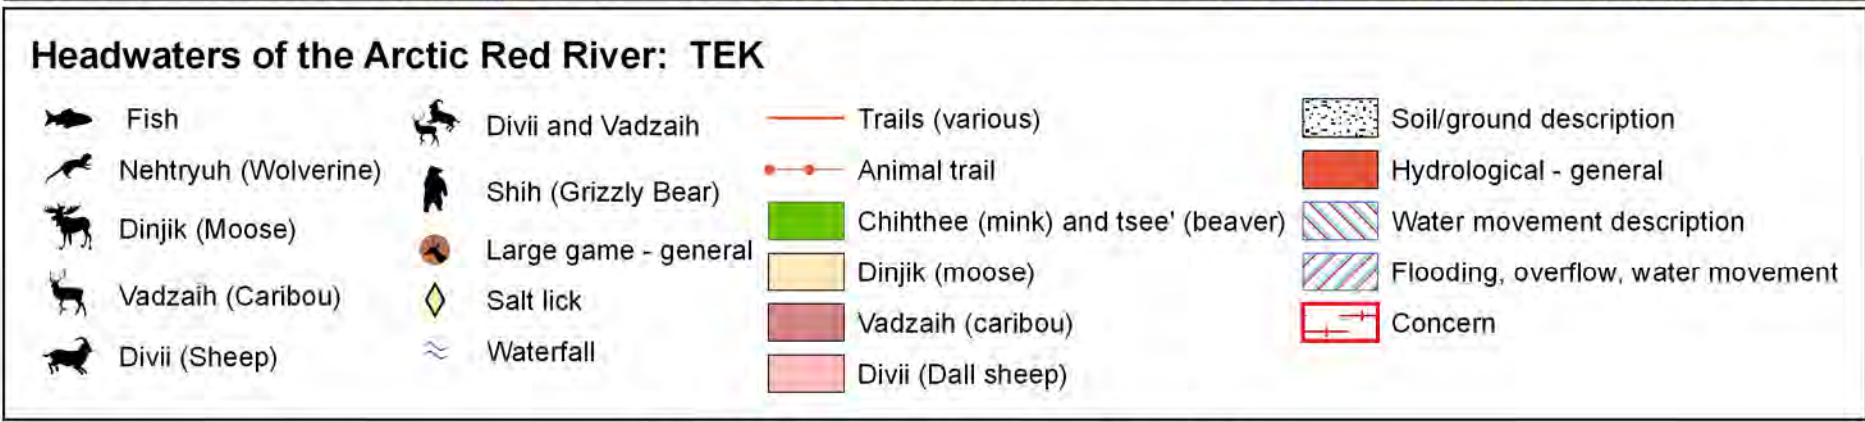 Headwaters of the Arctic Red River: TEK
Fish
Nehtryuh (Wolverine)
Dinjik (Moose)
Vadzaih (Caribou)
Divii (Sheep)
Divii and Vadzaih
Shih (Grizzly Bear)
Large game - general
Salt lick
Waterfall
Trails (various)
Animal trail
Chihthee (mink) and tsee' (beaver)
Dinjik (moose)
Vadzaih (caribou)
Divii (Dall sheep)
Soil/ground description
Hydrological - general
Water movement description
Flooding, overflow, water movement
Concern